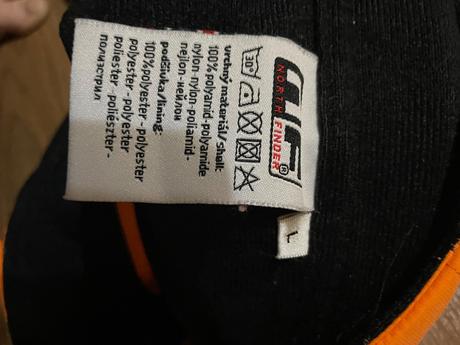 NORTH FINDER®
30°
vrchný materiál/ shell:
100%polyamid-polyamide
nylon-nylon-poliamid-
nejlon-нейлон
podšívka/lining:
100%polyester-polyester
polyester-polyester
poliester-poliészter-
полиэстрил
L